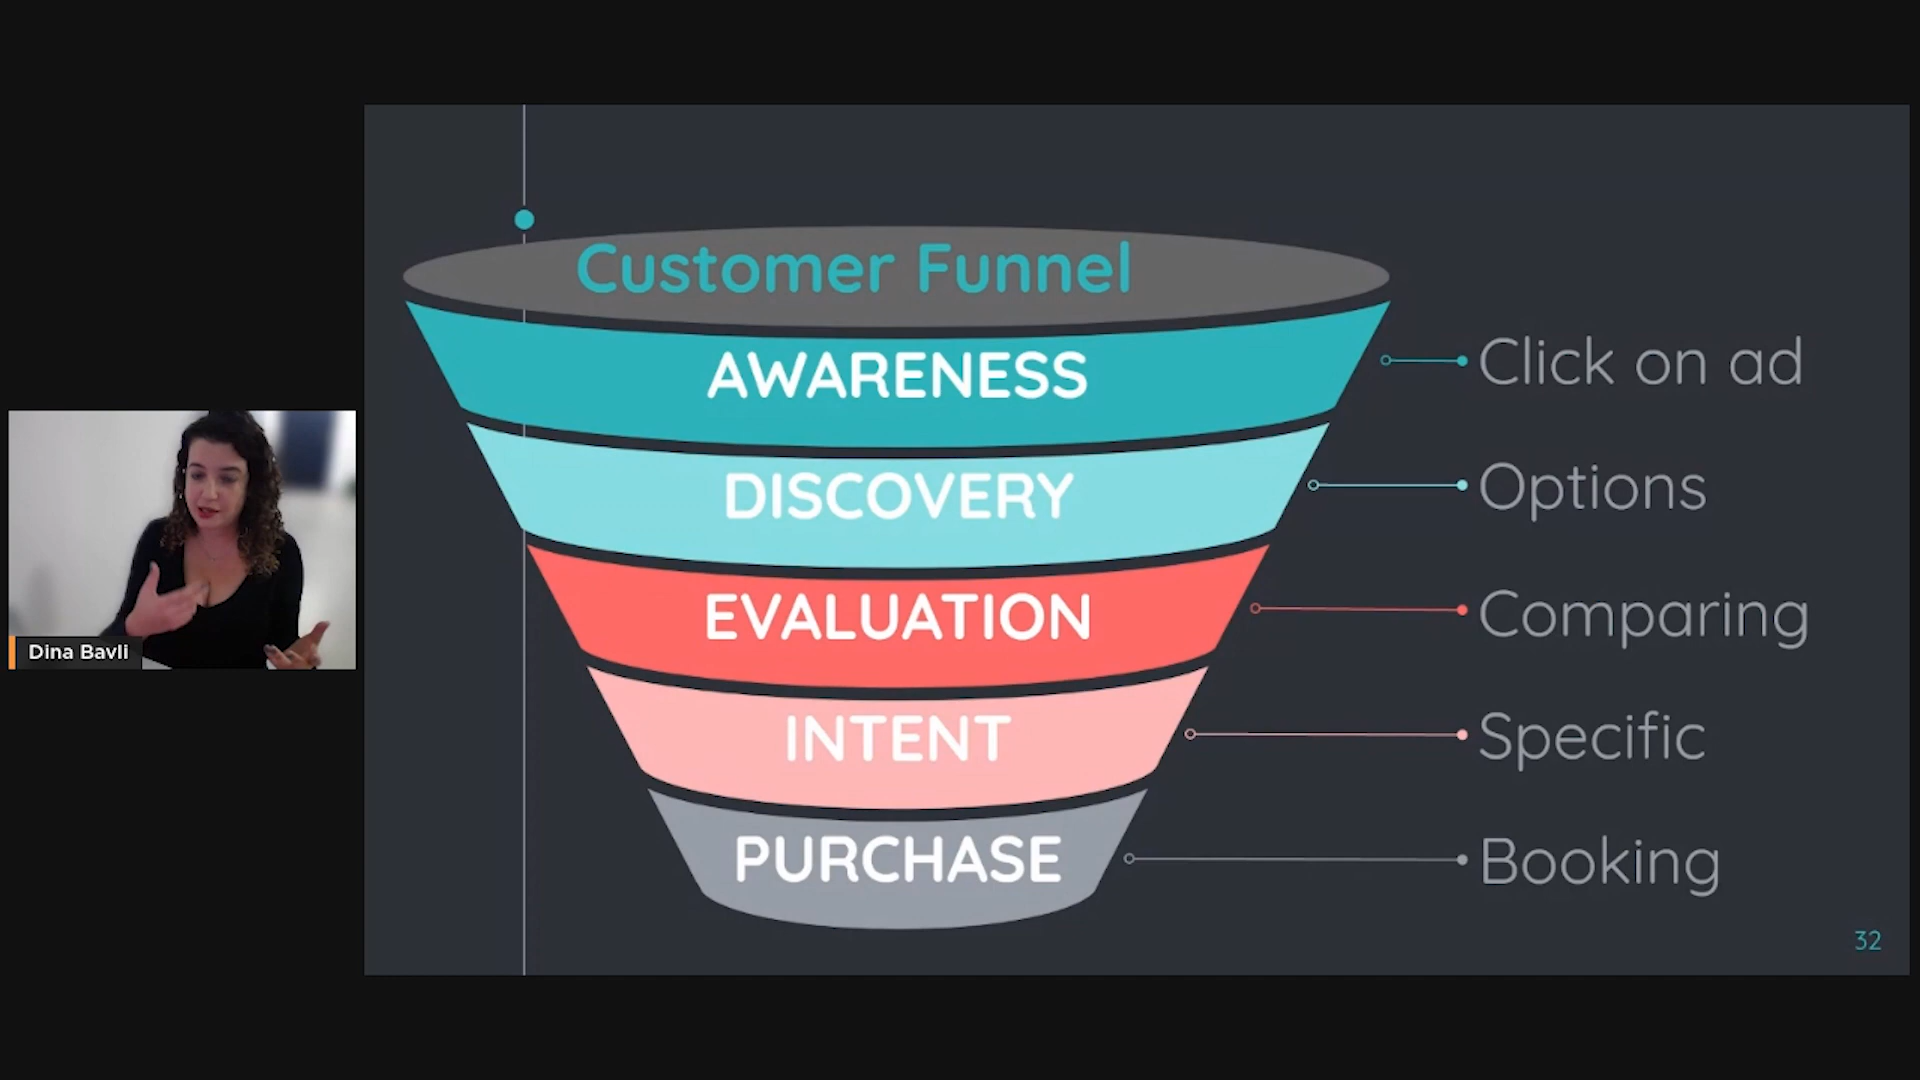 Customer Funnel
AWARENESS
Click on ad
DISCOVERY
Options
EVALUATION
Comparing
INTENT
Specific
PURCHASE
Booking
32
Dina Bavli